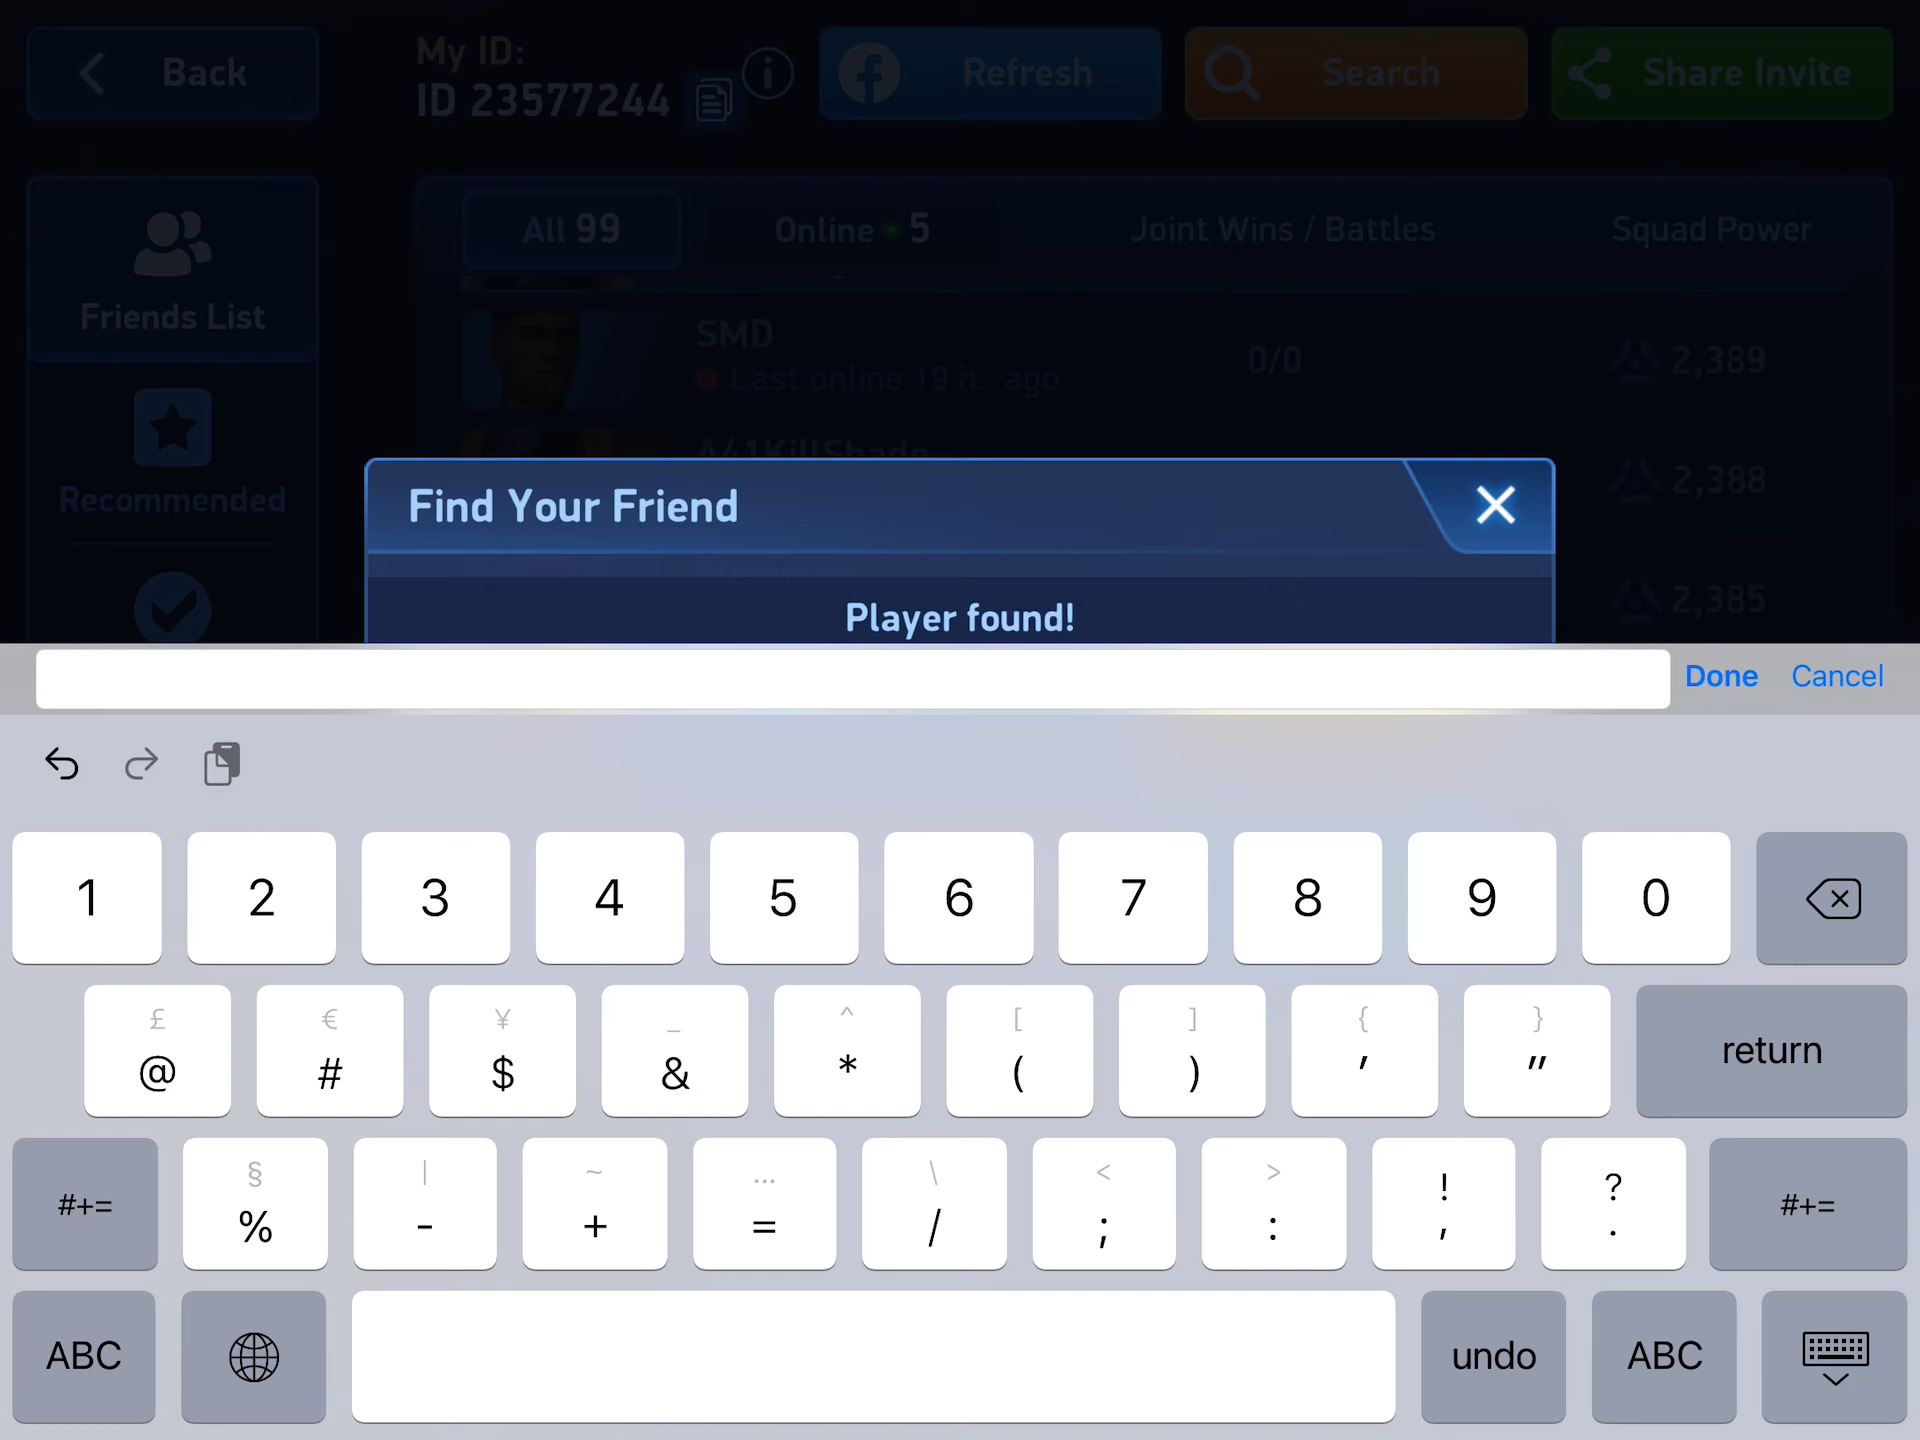 Back
My ID:
ID 23577244
Refresh
Search
Share Invite
Friends List
Recommended
All 99
Online 5
Joint Wins / Battles
Squad Power
SMD
Last online 19 h. ago
0/0
2,389
A41KillShade
2,388
2,385
Find Your Friend
Player found!
Done Cancel
1 2 3 4 5 6 7 8 9 0
£ € ¥ _ ^ [ ] { }
@ # $ & * ( ) ' " return
§ | ~ ... \ < > ! ?
#+= % - + = / ; : , . #+=
ABC undo ABC